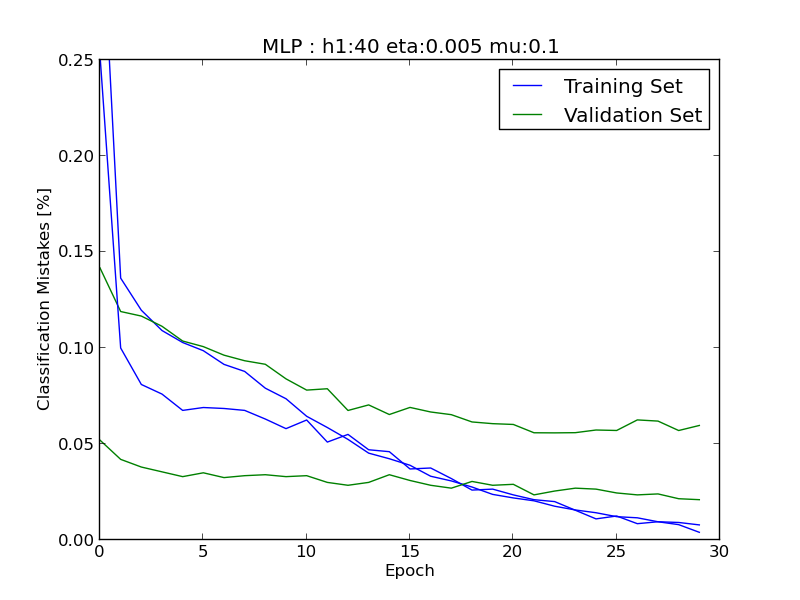 MLP : h1:40 eta:0.005 mu:0.1
Training Set
Validation Set
Classification Mistakes [%]
0.25
0.20
0.15
0.10
0.05
0.00
0 5 10 15 20 25 30
Epoch